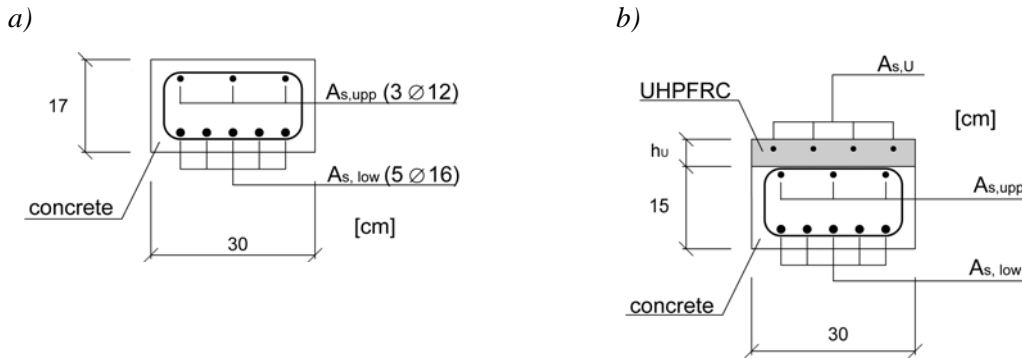 a)
17
As,upp (3 ∅ 12)
As, low (5 ∅ 16)
concrete
[cm]
30
b)
As,U
UHPFRC
[cm]
hU
15
As,upp
As, low
concrete
30